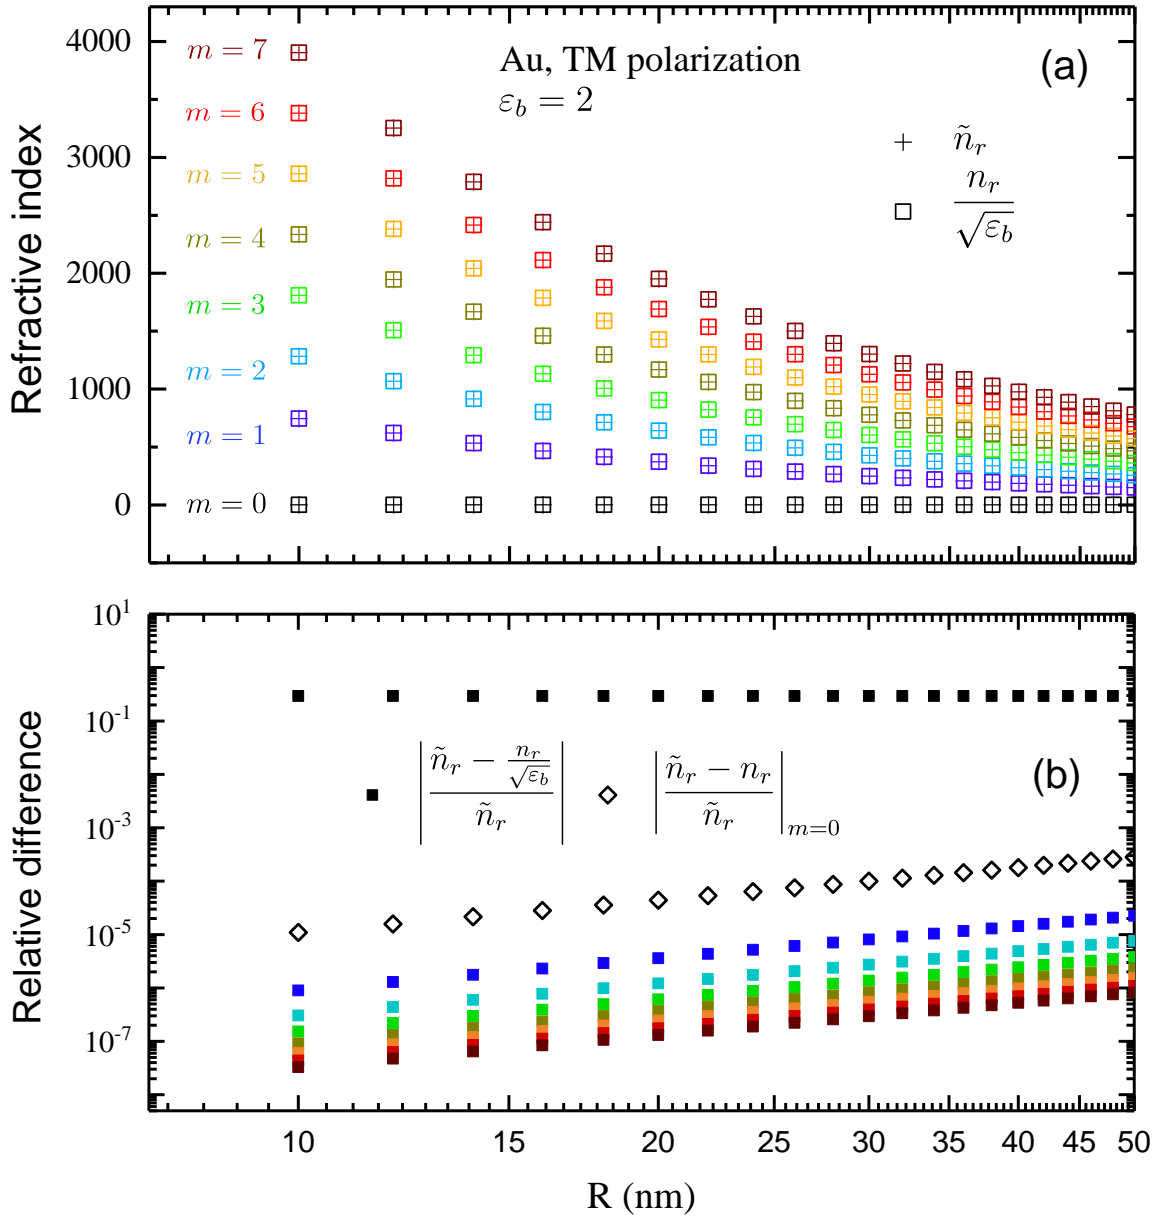 4000
3000
2000
1000
0
Refractive index
m = 7
m = 6
m = 5
m = 4
m = 3
m = 2
m = 1
m = 0
Au, TM polarization
ε_b = 2
(a)
+ ñ_r
□ n_r / √ε_b
10^1
10^-1
10^-3
10^-5
10^-7
Relative difference
■ | (ñ_r − n_r/√ε_b) / ñ_r | ◇ | (ñ_r − n_r) / ñ_r |_{m=0}
(b)
10 15 20 25 30 35 40 45 50
R (nm)